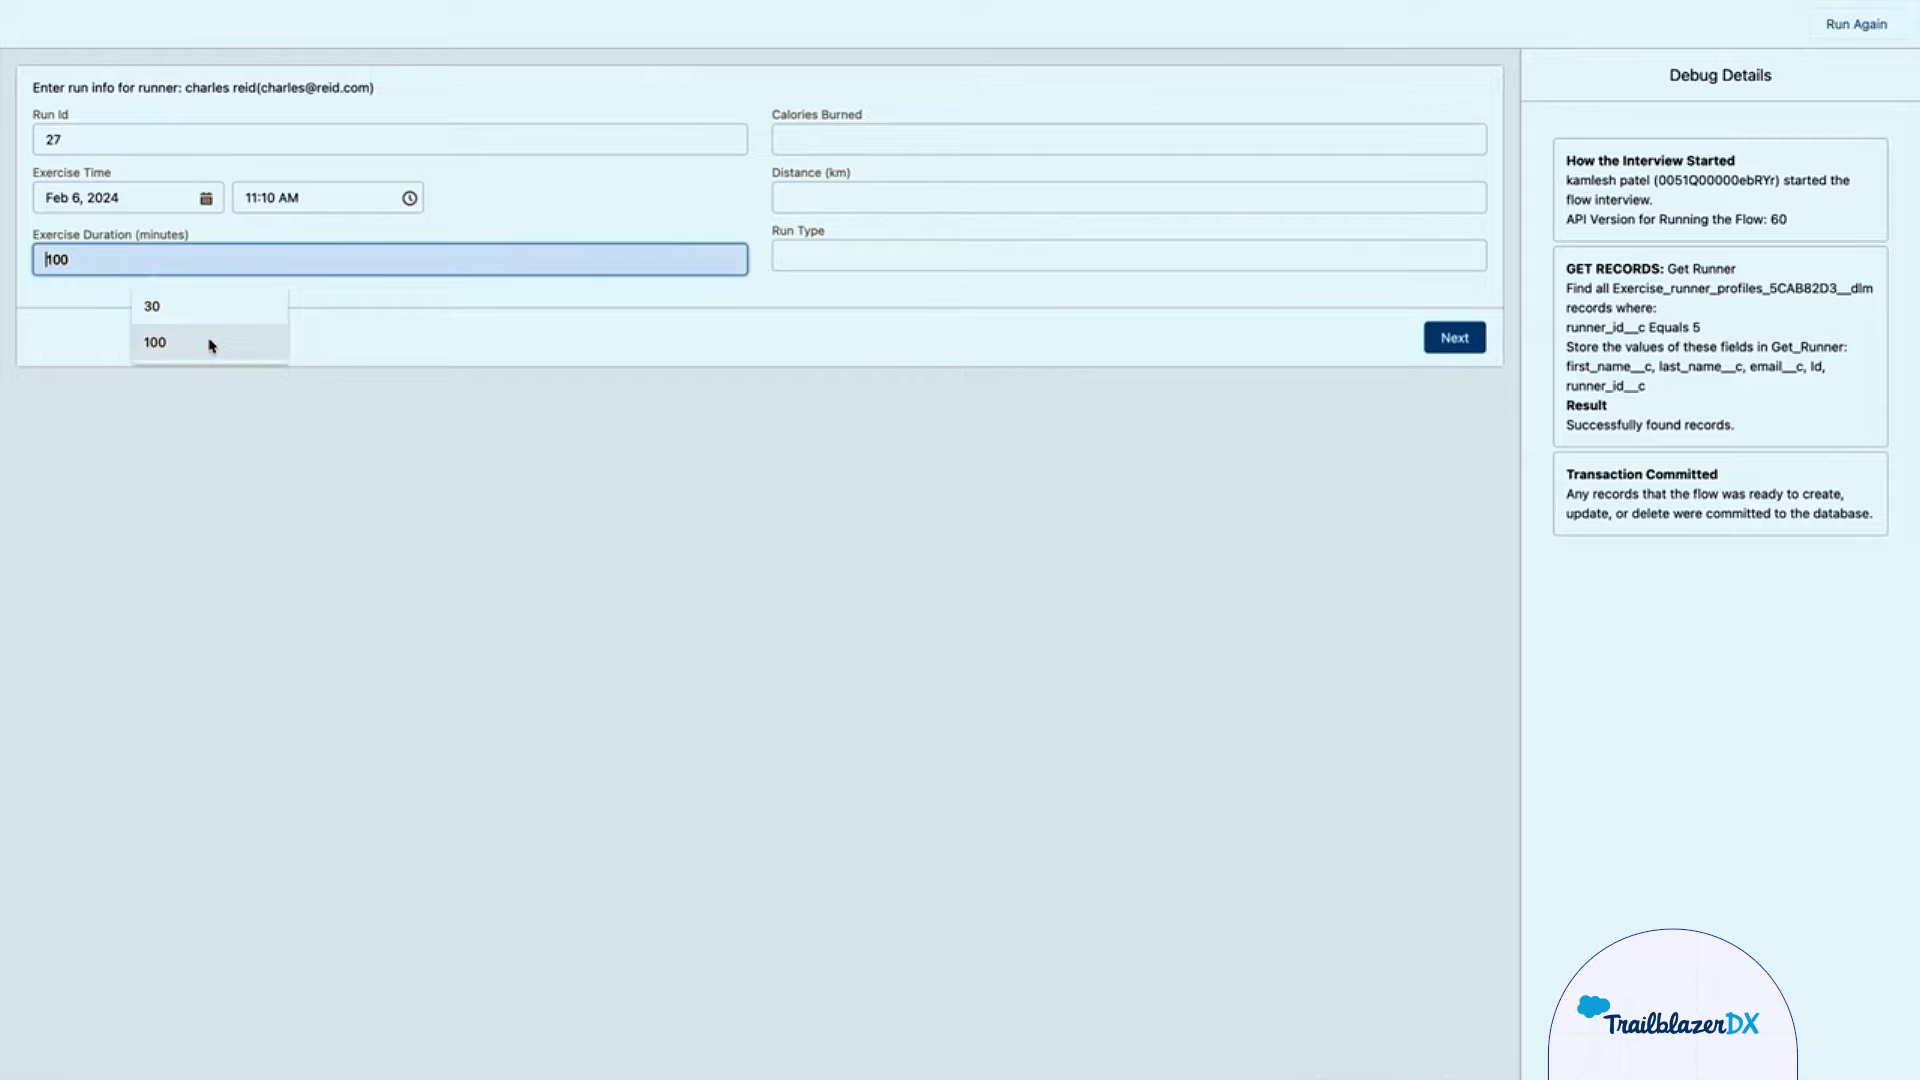 Run Again
Enter run info for runner: charles reid(charles@reid.com)
Run Id
27
Exercise Time
Feb 6, 2024
11:10 AM
Exercise Duration (minutes)
100
30
100
Calories Burned
Distance (km)
Run Type
Next
Debug Details
How the Interview Started
kamlesh patel (0051Q00000ebRYr) started the
flow interview.
API Version for Running the Flow: 60
GET RECORDS: Get Runner
Find all Exercise_runner_profiles_5CAB82D3__dlm
records where:
runner_id__c Equals 5
Store the values of these fields in Get_Runner:
first_name__c, last_name__c, email__c, Id,
runner_id__c
Result
Successfully found records.
Transaction Committed
Any records that the flow was ready to create,
update, or delete were committed to the database.
TrailblazerDX